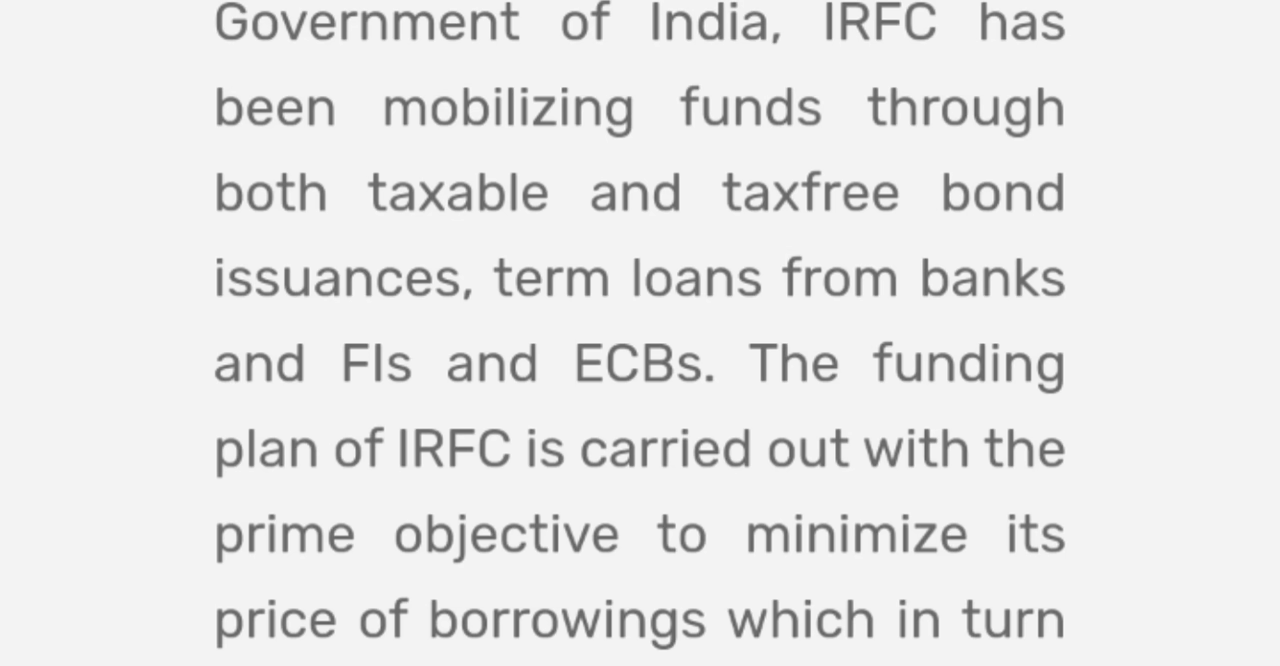 Government of India, IRFC has
been mobilizing funds through
both taxable and taxfree bond
issuances, term loans from banks
and FIs and ECBs. The funding
plan of IRFC is carried out with the
prime objective to minimize its
price of borrowings which in turn